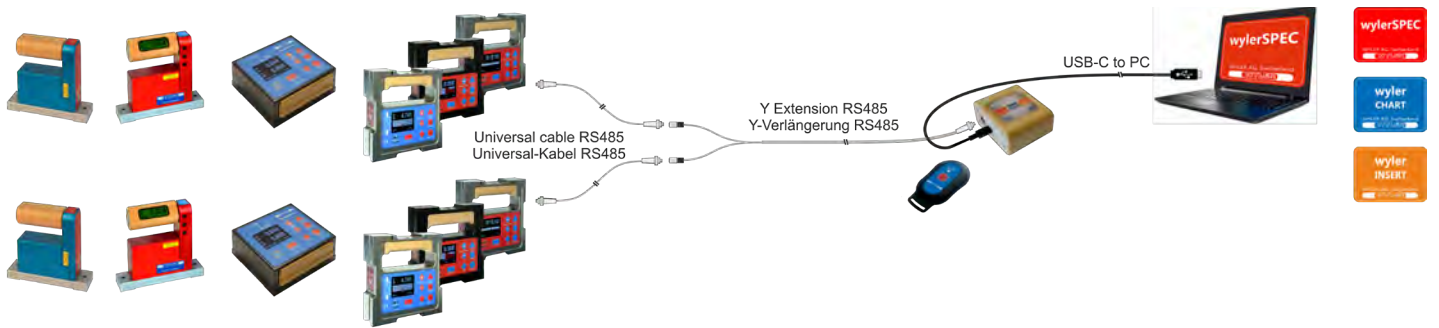 USB-C to PC
wylerSPEC
wylerSPEC
wyler
CHART
wyler
INSERT
Y Extension RS485
Y-Verlängerung RS485
Universal cable RS485
Universal-Kabel RS485